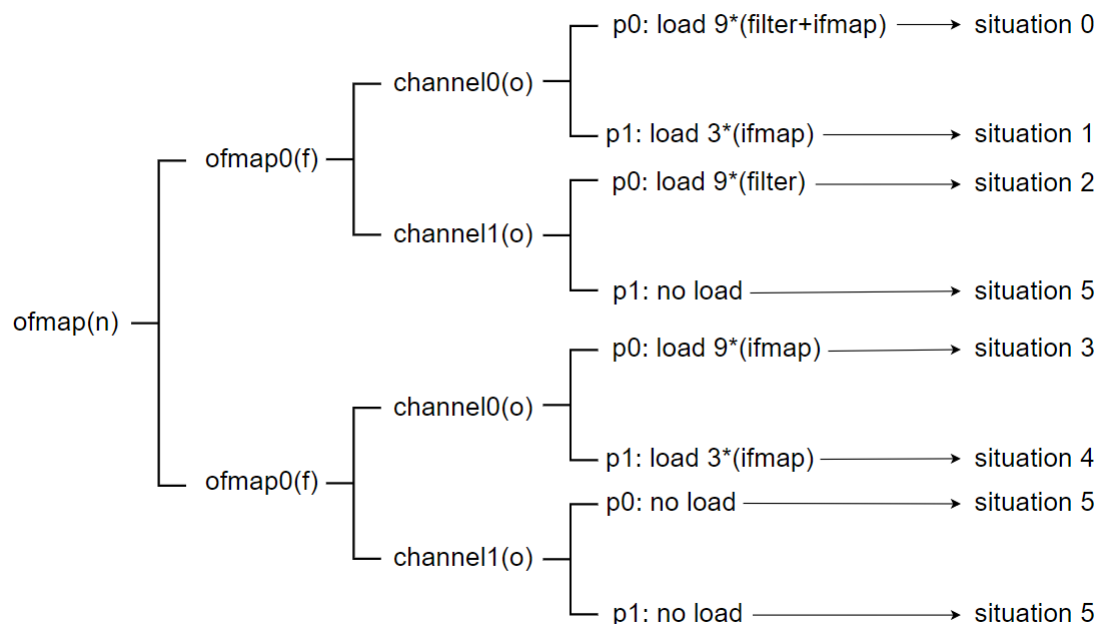 p0: load 9*(filter+ifmap) situation 0
channel0(o)
p1: load 3*(ifmap) situation 1
ofmap0(f)
p0: load 9*(filter) situation 2
channel1(o)
p1: no load situation 5
ofmap(n)
p0: load 9*(ifmap) situation 3
channel0(o)
p1: load 3*(ifmap) situation 4
ofmap0(f)
p0: no load situation 5
channel1(o)
p1: no load situation 5